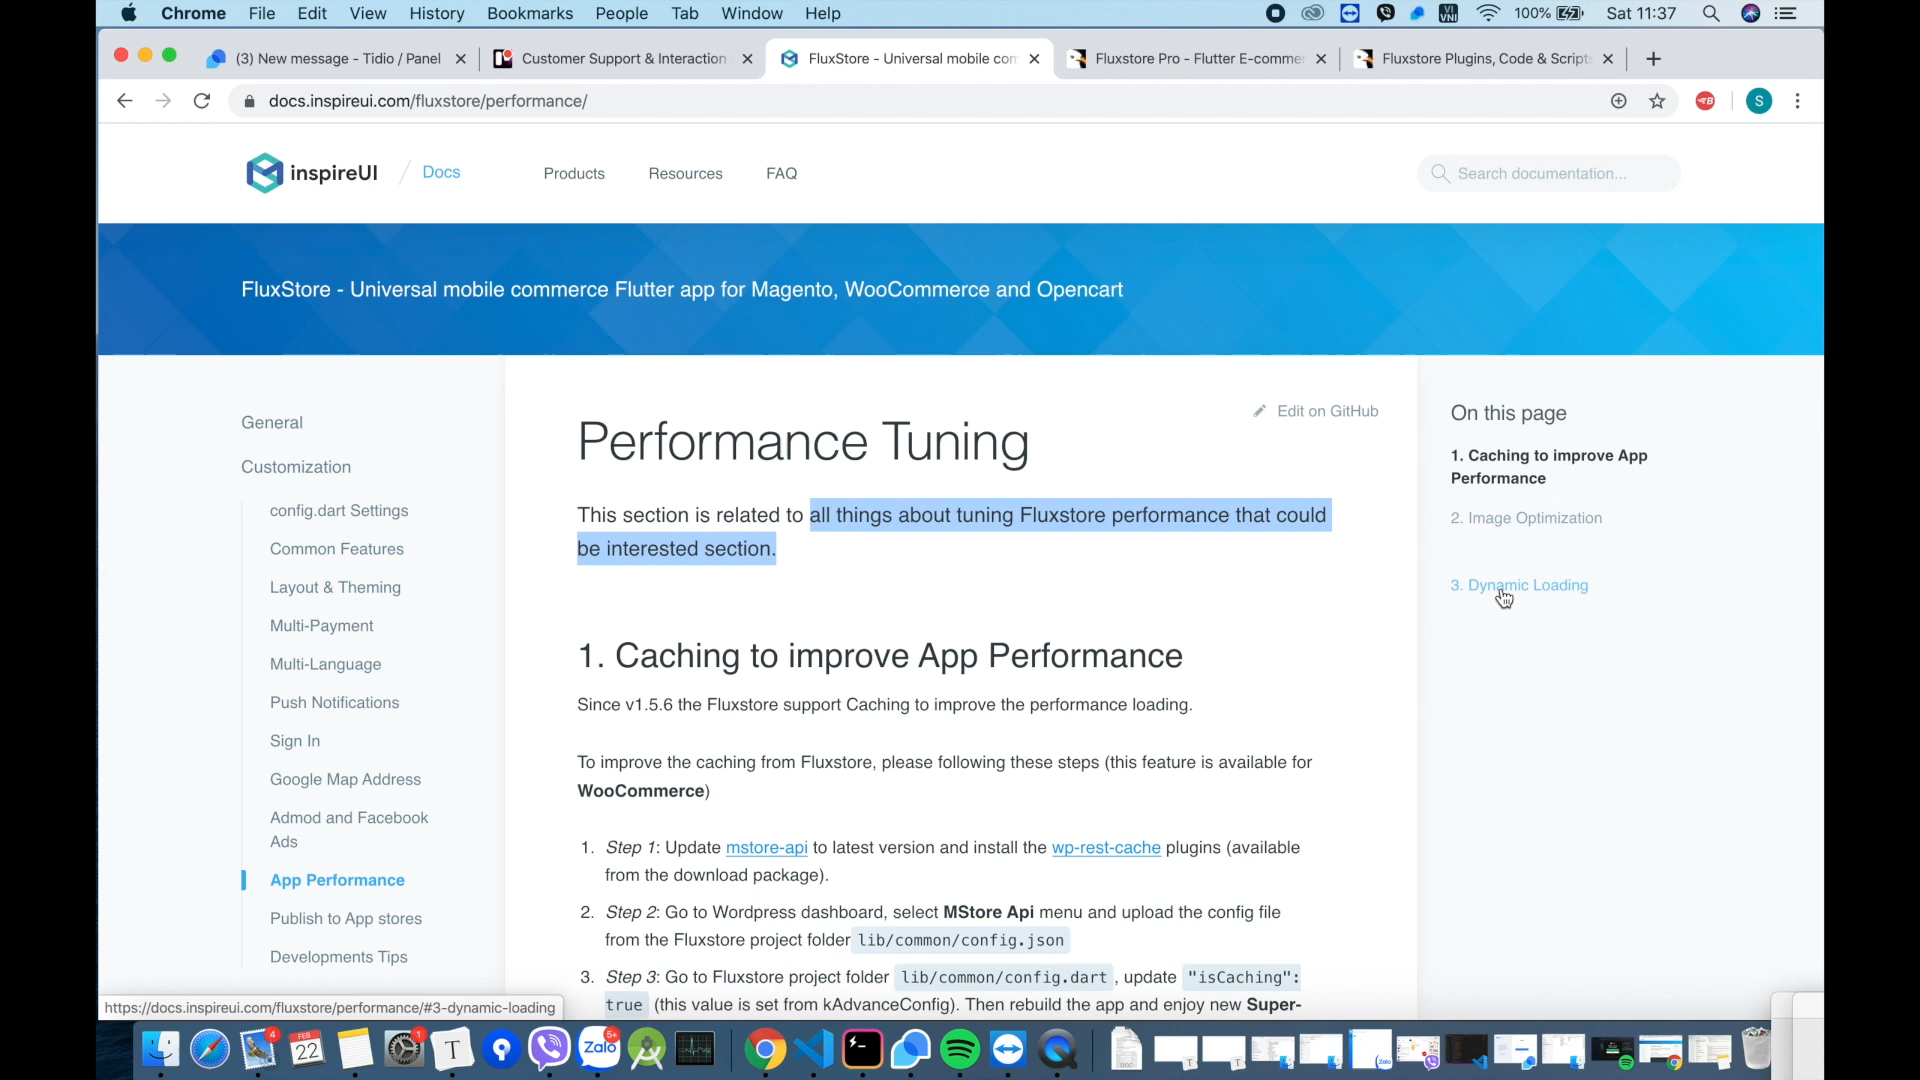 Chrome File Edit View History Bookmarks People Tab Window Help
VI VNI 100% Sat 11:37
(3) New message - Tidio / Panel
Customer Support & Interaction
FluxStore - Universal mobile com
Fluxstore Pro - Flutter E-commer
Fluxstore Plugins, Code & Scripts
docs.inspireui.com/fluxstore/performance/
S
inspireUI / Docs
Products Resources FAQ
Search documentation...
FluxStore - Universal mobile commerce Flutter app for Magento, WooCommerce and Opencart
General
Customization
config.dart Settings
Common Features
Layout & Theming
Multi-Payment
Multi-Language
Push Notifications
Sign In
Google Map Address
Admod and Facebook
Ads
App Performance
Publish to App stores
Developments Tips
Edit on GitHub
Performance Tuning
This section is related to all things about tuning Fluxstore performance that could
be interested section.
1. Caching to improve App Performance
Since v1.5.6 the Fluxstore support Caching to improve the performance loading.
To improve the caching from Fluxstore, please following these steps (this feature is available for
WooCommerce)
1. Step 1: Update mstore-api to latest version and install the wp-rest-cache plugins (available
from the download package).
2. Step 2: Go to Wordpress dashboard, select MStore Api menu and upload the config file
from the Fluxstore project folder lib/common/config.json
3. Step 3: Go to Fluxstore project folder lib/common/config.dart , update "isCaching":
true (this value is set from kAdvanceConfig). Then rebuild the app and enjoy new Super-
On this page
1. Caching to improve App
Performance
2. Image Optimization
3. Dynamic Loading
https://docs.inspireui.com/fluxstore/performance/#3-dynamic-loading
4
FEB
22
1
T
Zalo
5+